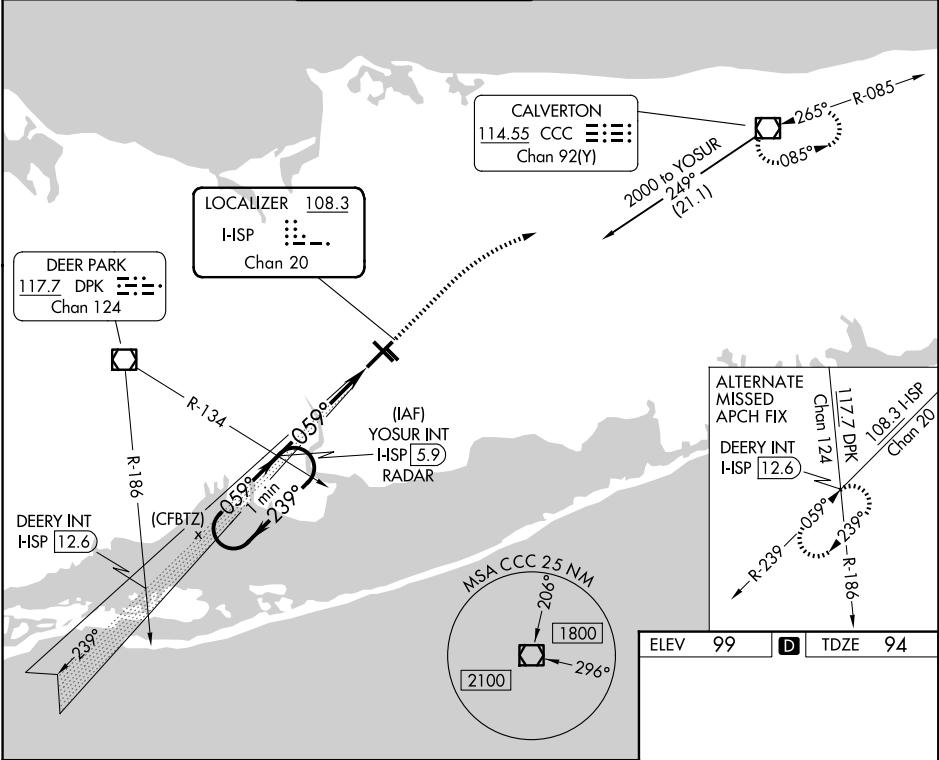 CALVERTON
114.55 CCC
Chan 92(Y)
265°
R-085
085°
2000 to YOSUR
249°
(21.1)
LOCALIZER 108.3
I-ISP
Chan 20
DEER PARK
117.7 DPK
Chan 124
R-134
R-186
059°
(IAF)
YOSUR INT
I-ISP 5.9
RADAR
059°
1 min
239°
(CFBTZ)
x
DEERY INT
I-ISP 12.6
239°
MSA CCC 25 NM
206°
1800
296°
2100
ALTERNATE
MISSED
APCH FIX
117.7 DPK
Chan 124
108.3 I-ISP
Chan 20
DEERY INT
I-ISP 12.6
059°
239°
R-239
R-186
ELEV 99 D TDZE 94